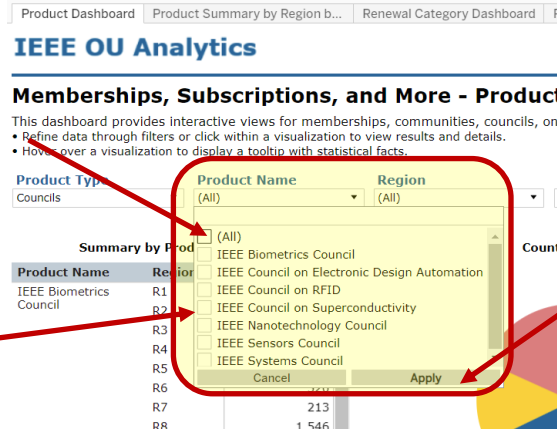 Product Dashboard Product Summary by Region b... Renewal Category Dashboard
IEEE OU Analytics
Memberships, Subscriptions, and More - Product
This dashboard provides interactive views for memberships, communities, councils, on
• Refine data through filters or click within a visualization to view results and details.
• Hover over a visualization to display a tooltip with statistical facts.
Product Type Product Name Region
Councils (All) (All)
(All)
Summary by Prod Count
IEEE Biometrics Council
Product Name Region
IEEE Council on Electronic Design Automation
IEEE Biometrics Council R1
IEEE Council on RFID
R2
IEEE Council on Superconductivity
R3
IEEE Nanotechnology Council
R4
IEEE Sensors Council
R5
IEEE Systems Council
Cancel Apply
R6
R7 213
R8 1,546